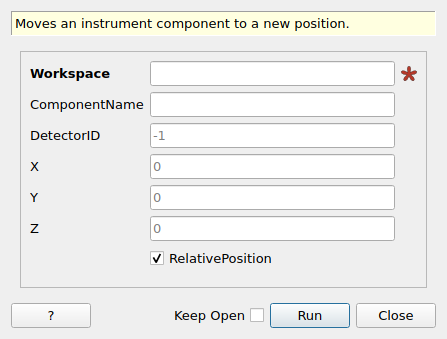 Moves an instrument component to a new position.
Workspace
ComponentName
DetectorID -1
X 0
Y 0
Z 0
RelativePosition
? Keep Open Run Close